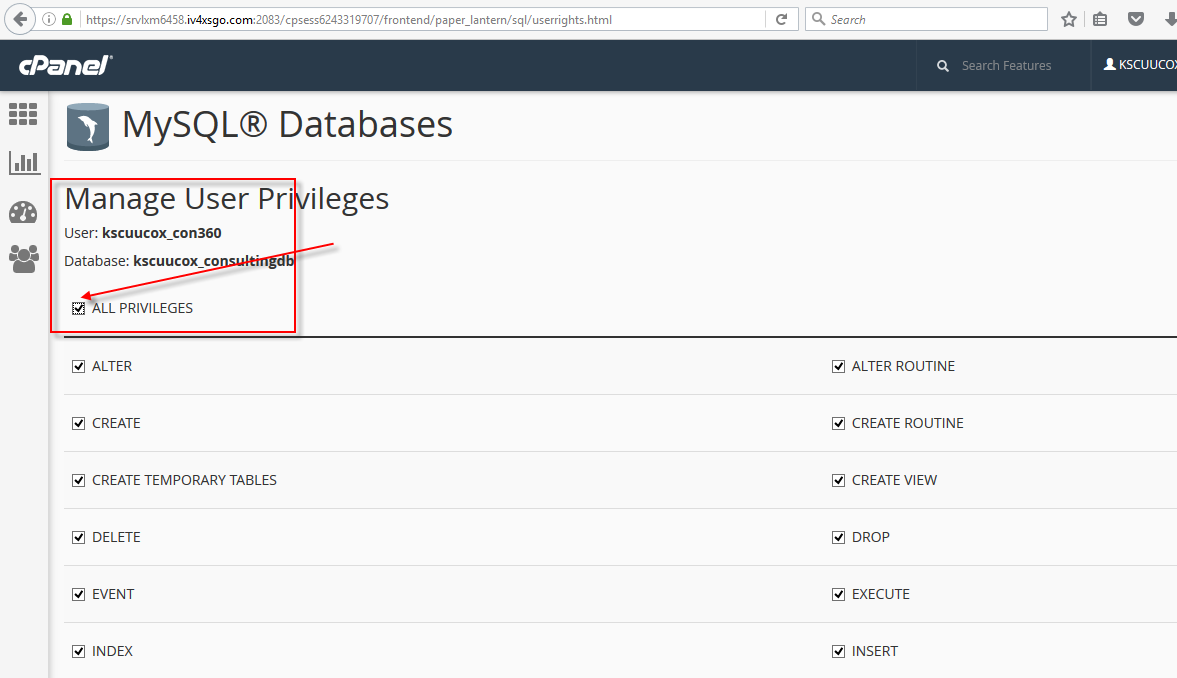 https://srvlxm6458.iv4xsgo.com:2083/cpsess6243319707/frontend/paper_lantern/sql/userrights.html Search
cPanel® Search Features KSCUUCOX
MySQL® Databases
Manage User Privileges
User: kscuucox_con360
Database: kscuucox_consultingdb
ALL PRIVILEGES
ALTER ALTER ROUTINE
CREATE CREATE ROUTINE
CREATE TEMPORARY TABLES CREATE VIEW
DELETE DROP
EVENT EXECUTE
INDEX INSERT